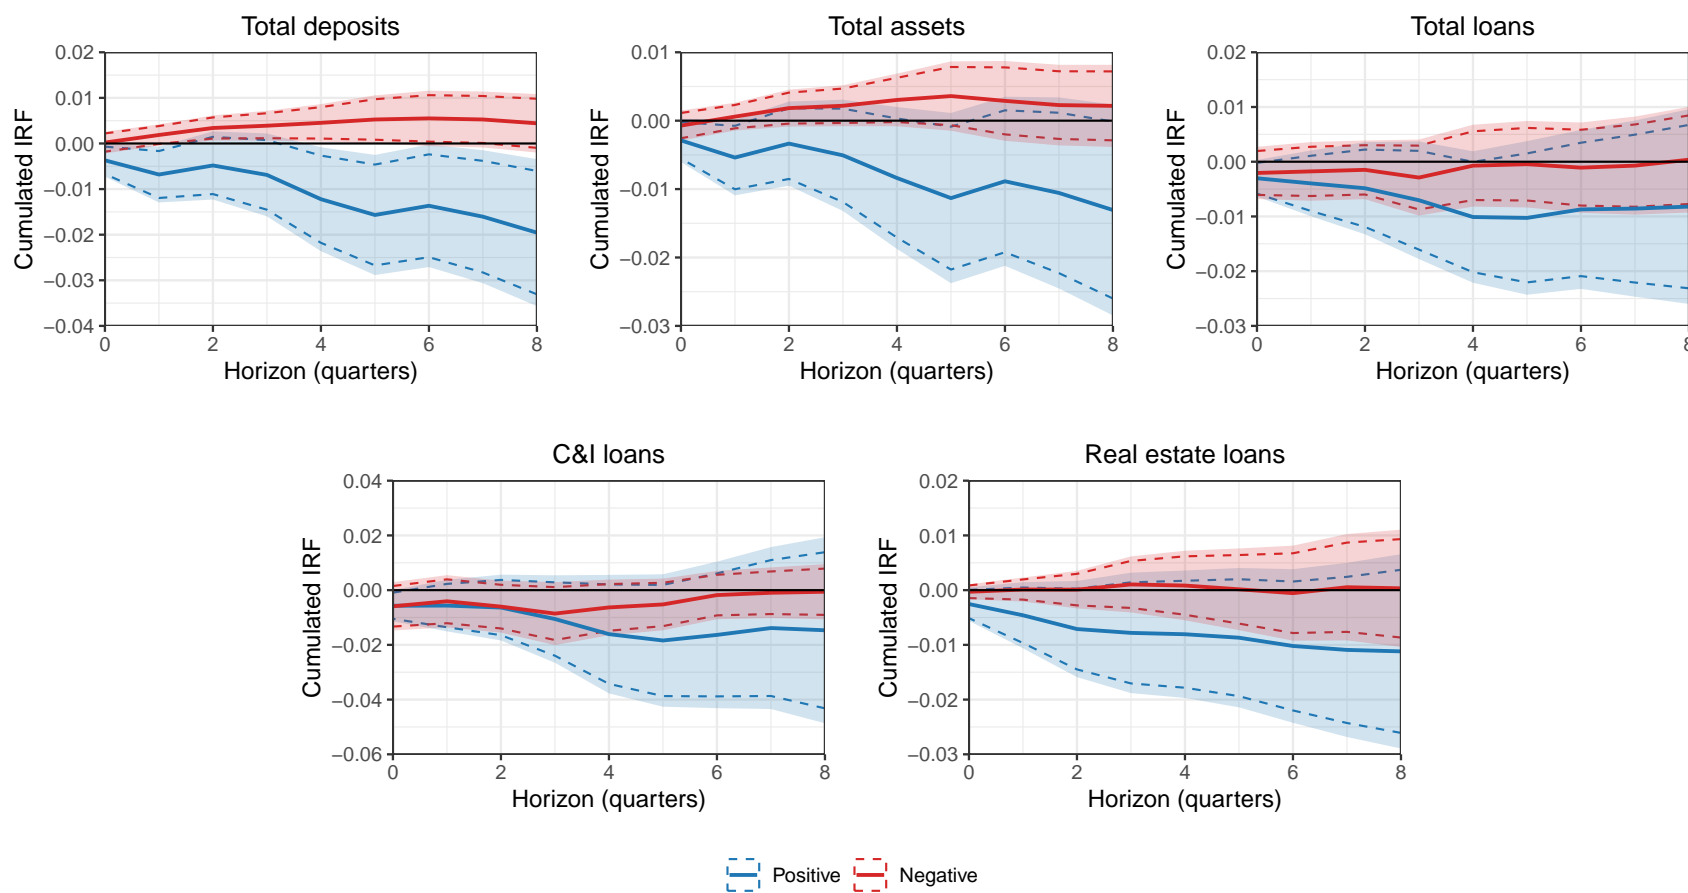 Total deposits
Cumulated IRF
0.02
0.01
0.00
−0.01
−0.02
−0.03
−0.04
0 2 4 6 8
Horizon (quarters)
Total assets
Cumulated IRF
0.01
0.00
−0.01
−0.02
−0.03
0 2 4 6 8
Horizon (quarters)
Total loans
Cumulated IRF
0.02
0.01
0.00
−0.01
−0.02
−0.03
0 2 4 6 8
Horizon (quarters)
C&I loans
Cumulated IRF
0.04
0.02
0.00
−0.02
−0.04
−0.06
0 2 4 6 8
Horizon (quarters)
Real estate loans
Cumulated IRF
0.02
0.01
0.00
−0.01
−0.02
−0.03
0 2 4 6 8
Horizon (quarters)
Positive Negative